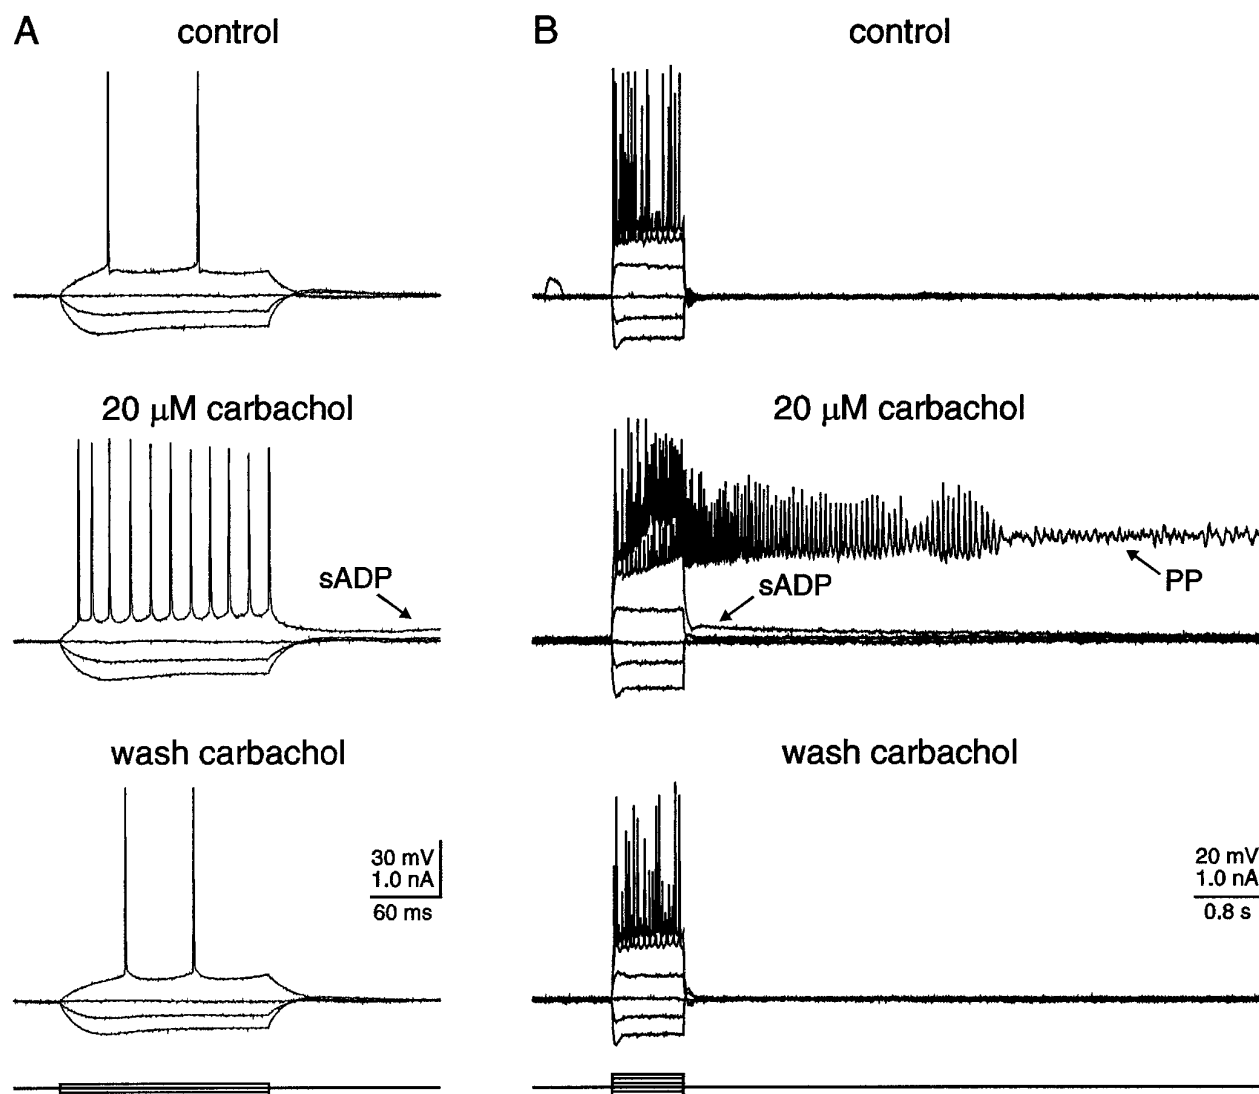 A
control
B
control
20 μM carbachol
sADP
20 μM carbachol
sADP
PP
wash carbachol
30 mV
1.0 nA
60 ms
wash carbachol
20 mV
1.0 nA
0.8 s